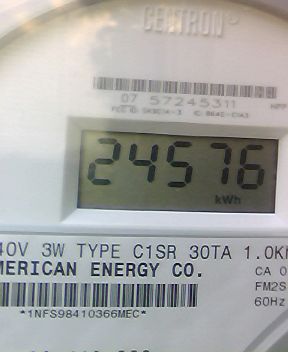 CENTRON
07 57245311
24576
kWh
40V 3W TYPE C1SR 30TA 1.0K
MERICAN ENERGY CO.
CA 0
FM2S
60Hz
*1NFS98410366MEC*